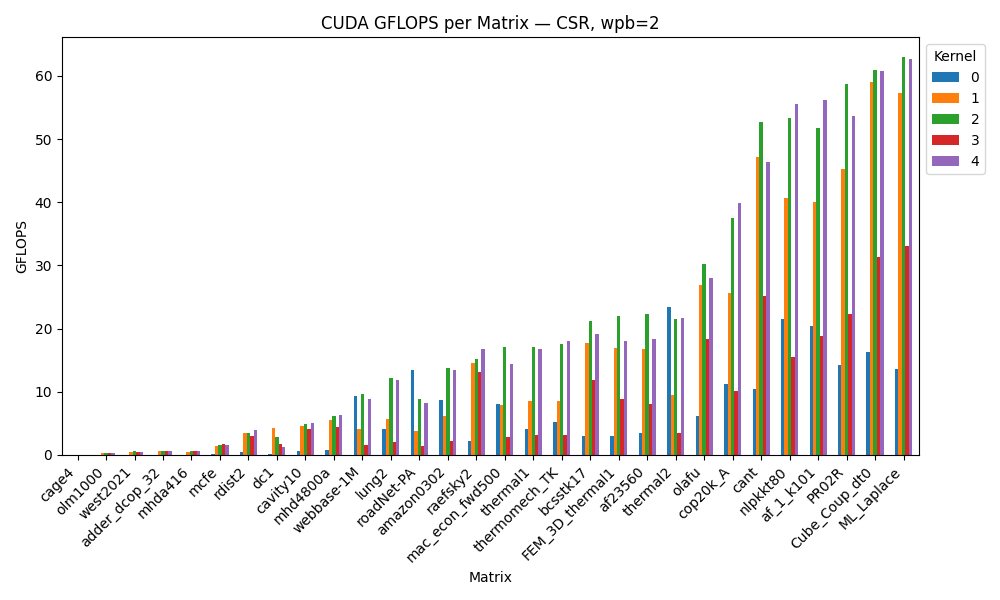 CUDA GFLOPS per Matrix — CSR, wpb=2
Kernel
0
1
2
3
4
GFLOPS
60
50
40
30
20
10
0
cage4
olm1000
west2021
adder_dcop_32
mhda416
mcfe
rdist2
dc1
cavity10
mhd4800a
webbase-1M
lung2
roadNet-PA
amazon0302
raefsky2
mac_econ_fwd500
thermal1
thermomech_TK
bcsstk17
FEM_3D_thermal1
af23560
thermal2
olafu
cop20k_A
cant
nlpkkt80
af_1_k101
PR02R
Cube_Coup_dt0
ML_Laplace
Matrix